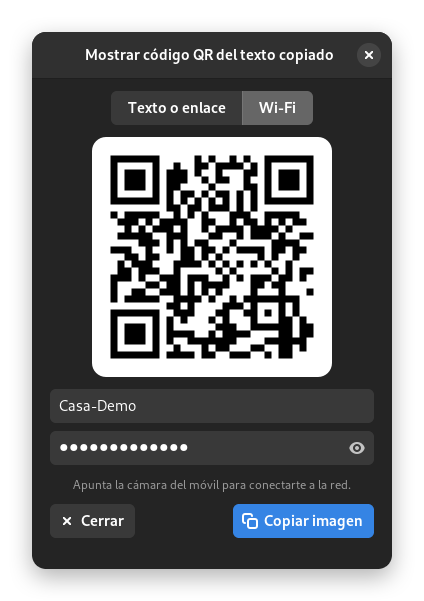 Mostrar código QR del texto copiado
Texto o enlace
Wi-Fi
Casa-Demo
●●●●●●●●●●●●●
Apunta la cámara del móvil para conectarte a la red.
Cerrar
Copiar imagen